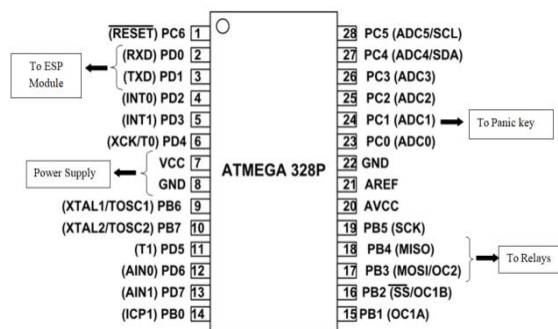 (RESET) PC6 1
(RXD) PD0 2
(TXD) PD1 3
(INT0) PD2 4
(INT1) PD3 5
(XCK/T0) PD4 6
VCC 7
GND 8
(XTAL1/TOSC1) PB6 9
(XTAL2/TOSC2) PB7 10
(T1) PD5 11
(AIN0) PD6 12
(AIN1) PD7 13
(ICP1) PB0 14
To ESP
Module
Power Supply
ATMEGA 328P
28 PC5 (ADC5/SCL)
27 PC4 (ADC4/SDA)
26 PC3 (ADC3)
25 PC2 (ADC2)
24 PC1 (ADC1)
23 PC0 (ADC0)
22 GND
21 AREF
20 AVCC
19 PB5 (SCK)
18 PB4 (MISO)
17 PB3 (MOSI/OC2)
16 PB2 (SS/OC1B)
15 PB1 (OC1A)
To Panic key
To Relays